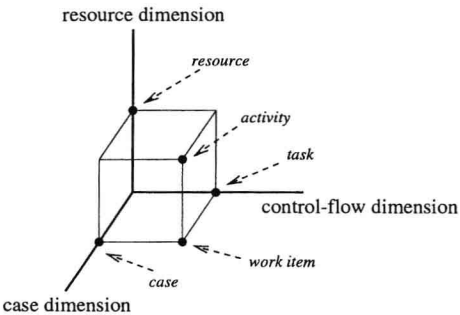 resource dimension
resource
activity
task
control-flow dimension
work item
case
case dimension